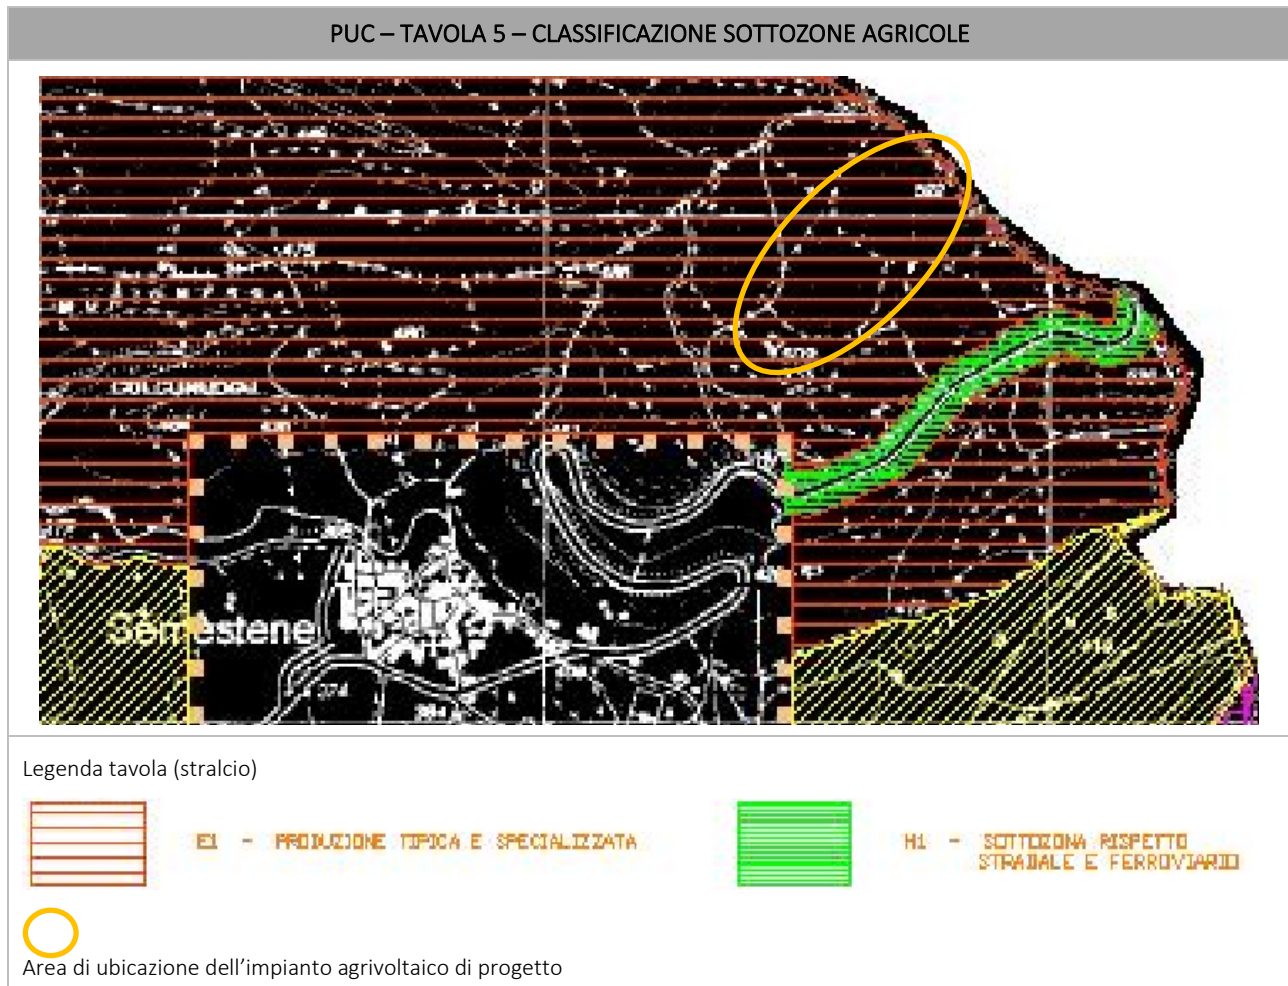 PUC – TAVOLA 5 – CLASSIFICAZIONE SOTTOZONE AGRICOLE
Semestene
Legenda tavola (stralcio)
E1 - PRODUZIONE TIPICA E SPECIALIZZATA
H1 - SOTTOZONA RISPETTO
STRADALE E FERROVIARIO
Area di ubicazione dell’impianto agrivoltaico di progetto